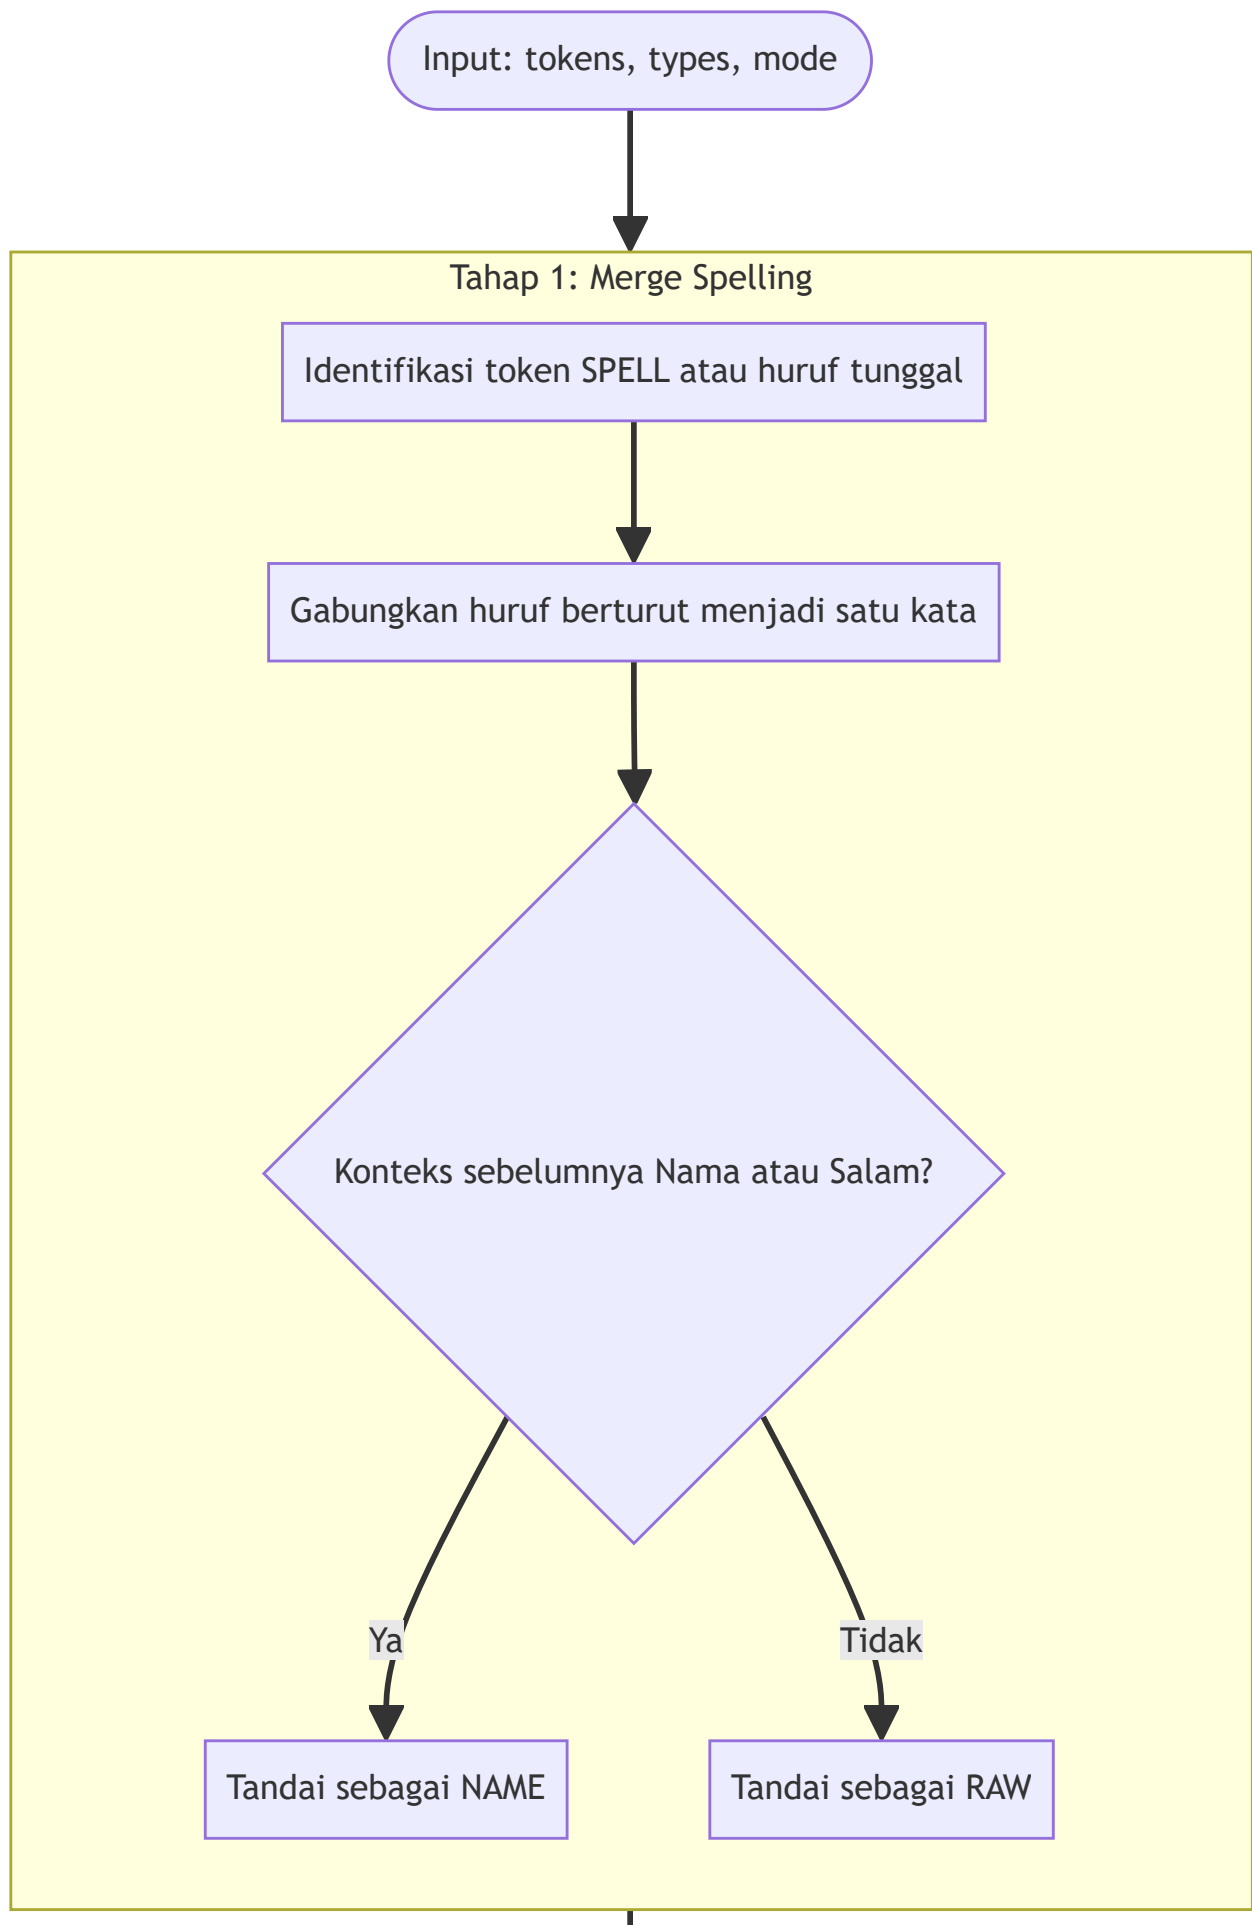 Input: tokens, types, mode
Tahap 1: Merge Spelling
Identifikasi token SPELL atau huruf tunggal
Gabungkan huruf berturut menjadi satu kata
Konteks sebelumnya Nama atau Salam?
Ya
Tidak
Tandai sebagai NAME
Tandai sebagai RAW